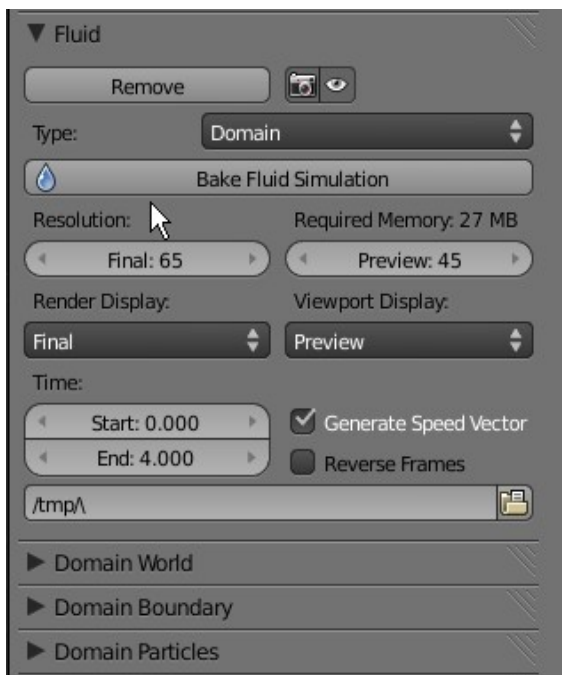 Fluid
Remove
Type: Domain
Bake Fluid Simulation
Resolution: Required Memory: 27 MB
Final: 65 Preview: 45
Render Display: Viewport Display:
Final Preview
Time:
Start: 0.000 Generate Speed Vector
End: 4.000 Reverse Frames
/tmp/\
Domain World
Domain Boundary
Domain Particles